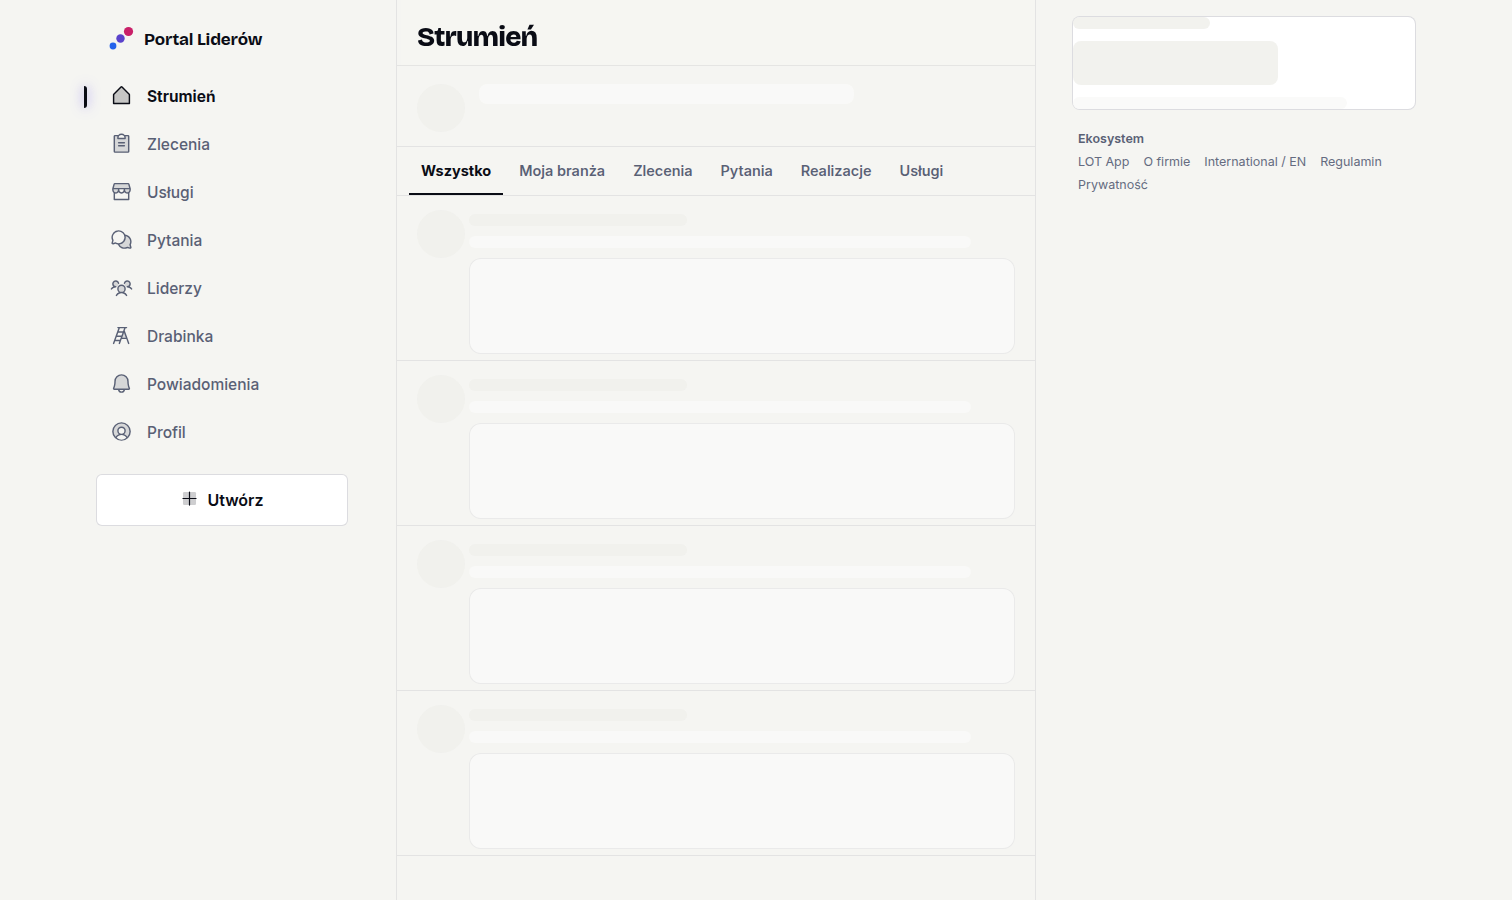 Portal Liderów
Strumień
Zlecenia
Usługi
Pytania
Liderzy
Drabinka
Powiadomienia
Profil
Utwórz
Strumień
Wszystko Moja branża Zlecenia Pytania Realizacje Usługi
Ekosystem
LOT App O firmie International / EN Regulamin
Prywatność